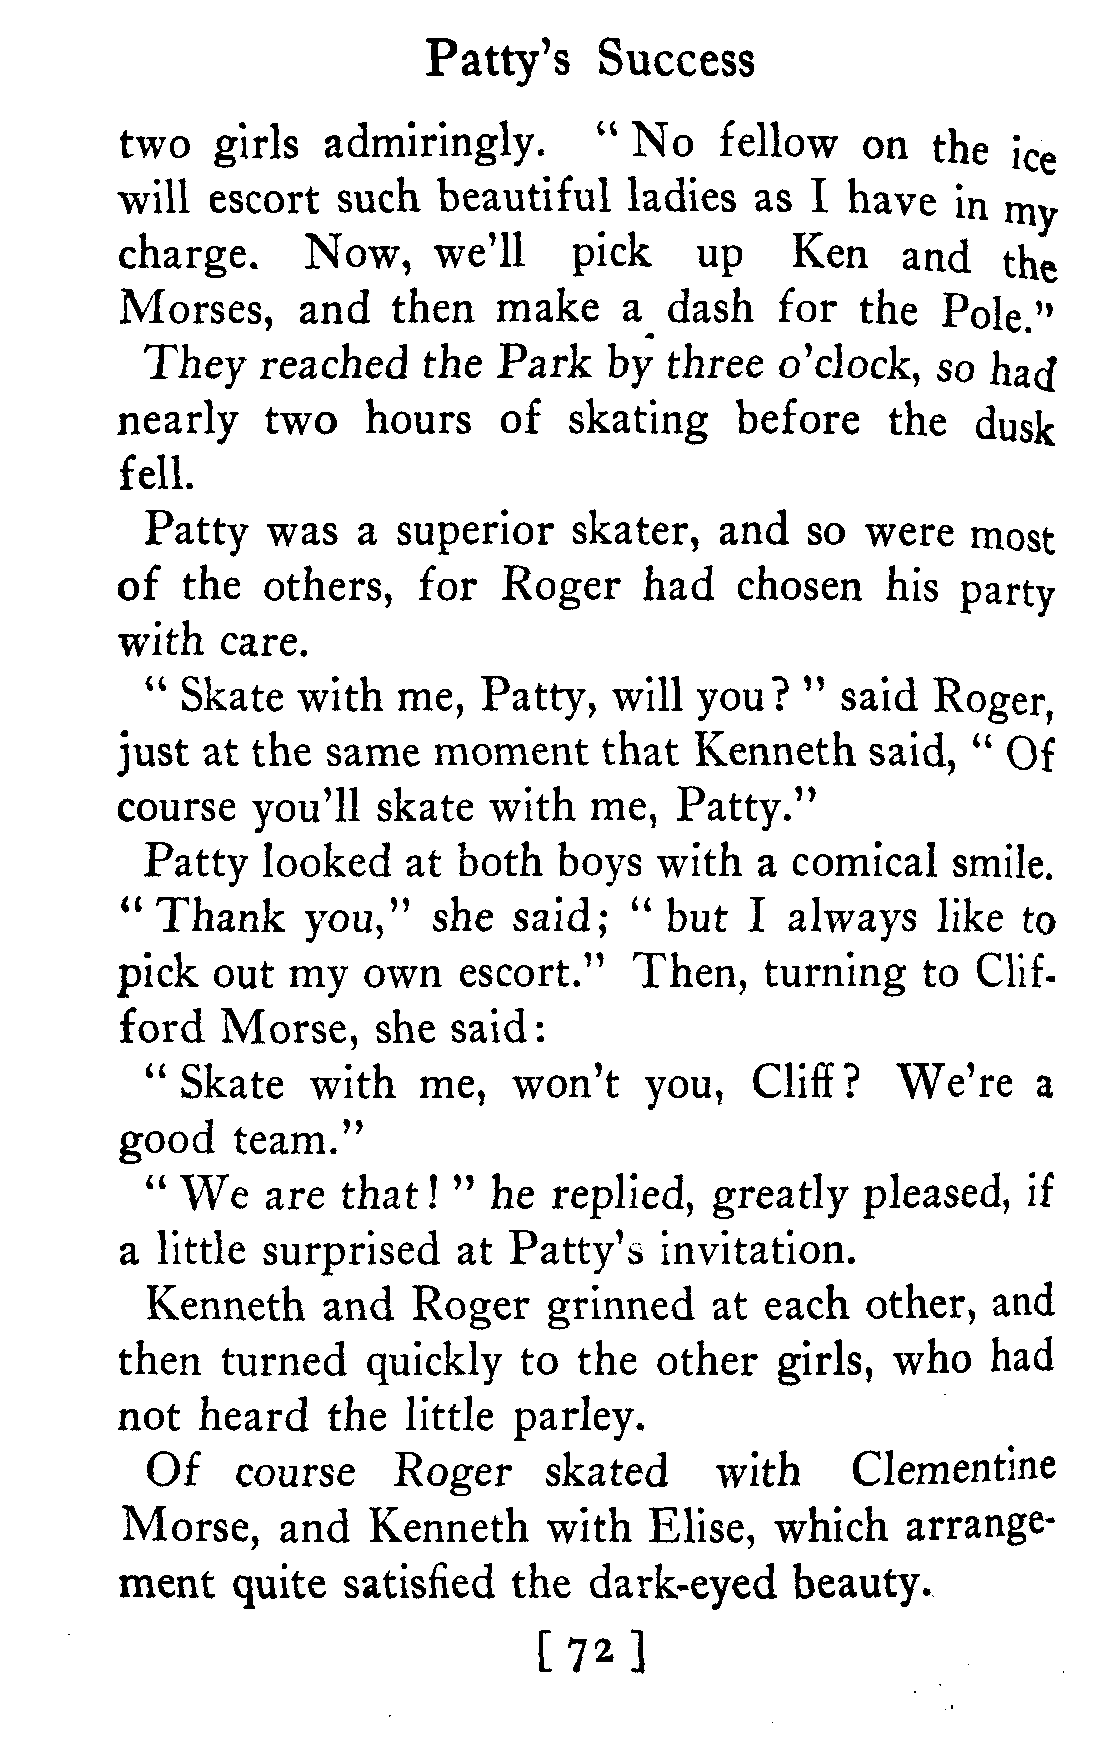 Patty's Success
two girls admiringly. " No fellow on the ice
will escort such beautiful ladies as I have in my
charge. Now, we'll pick up Ken and the
Morses, and then make a dash for the Pole."
They reached the Park by three o'clock, so had
nearly two hours of skating before the dusk
fell.
Patty was a superior skater, and so were most
of the others, for Roger had chosen his party
with care.
" Skate with me, Patty, will you? " said Roger,
just at the same moment that Kenneth said, " Of
course you'll skate with me, Patty."
Patty looked at both boys with a comical smile.
" Thank you," she said; " but I always like to
pick out my own escort." Then, turning to Clif-
ford Morse, she said:
" Skate with me, won't you, Cliff? We're a
good team."
" We are that! " he replied, greatly pleased, if
a little surprised at Patty's invitation.
Kenneth and Roger grinned at each other, and
then turned quickly to the other girls, who had
not heard the little parley.
Of course Roger skated with Clementine
Morse, and Kenneth with Elise, which arrange-
ment quite satisfied the dark-eyed beauty.
[ 72 ]